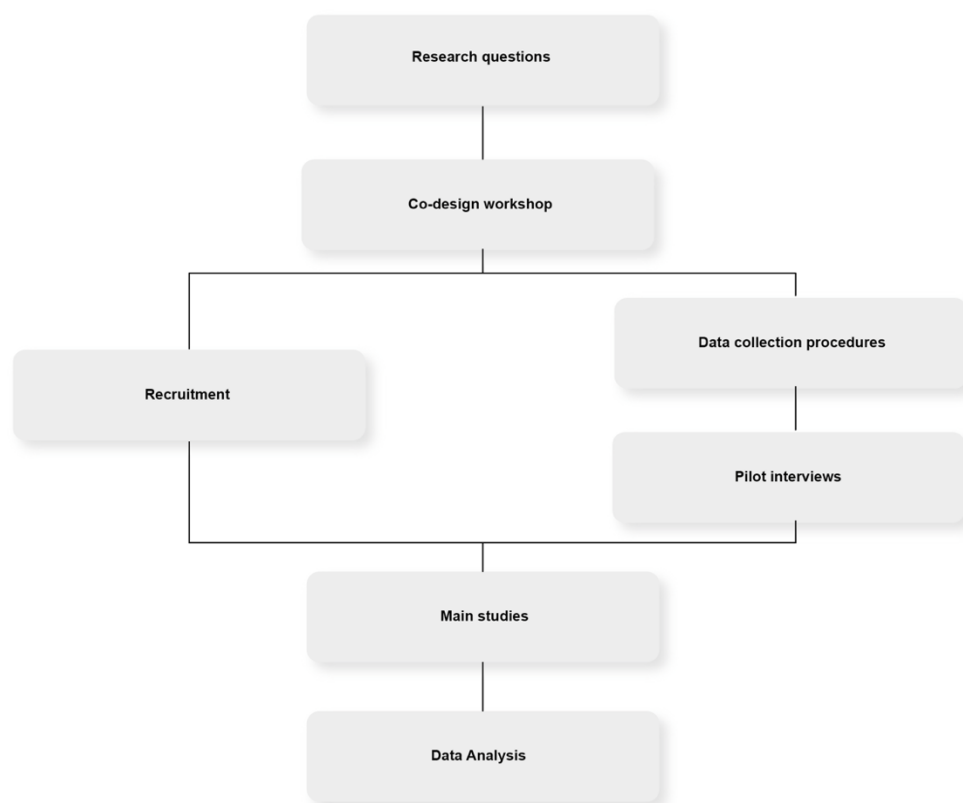 Research questions
Co-design workshop
Recruitment
Data collection procedures
Pilot interviews
Main studies
Data Analysis